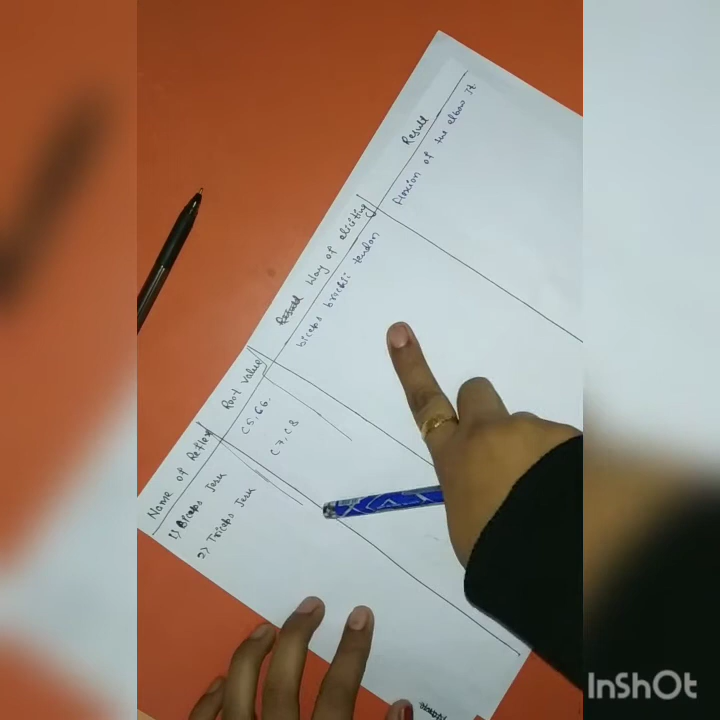 Name of Reflex Root value Result Way of eliciting Result
1) Biceps Jerk C5, C6. biceps brachii tendon Flexion of the elbow Jt
2) Triceps Jerk C7, C8
InShOt